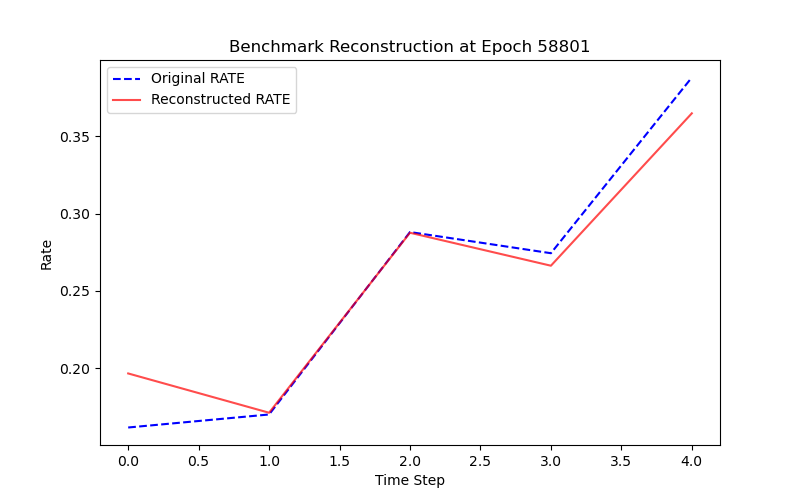 Benchmark Reconstruction at Epoch 58801
Original RATE
Reconstructed RATE
0.35
0.30
0.25
0.20
Rate
0.0 0.5 1.0 1.5 2.0 2.5 3.0 3.5 4.0
Time Step